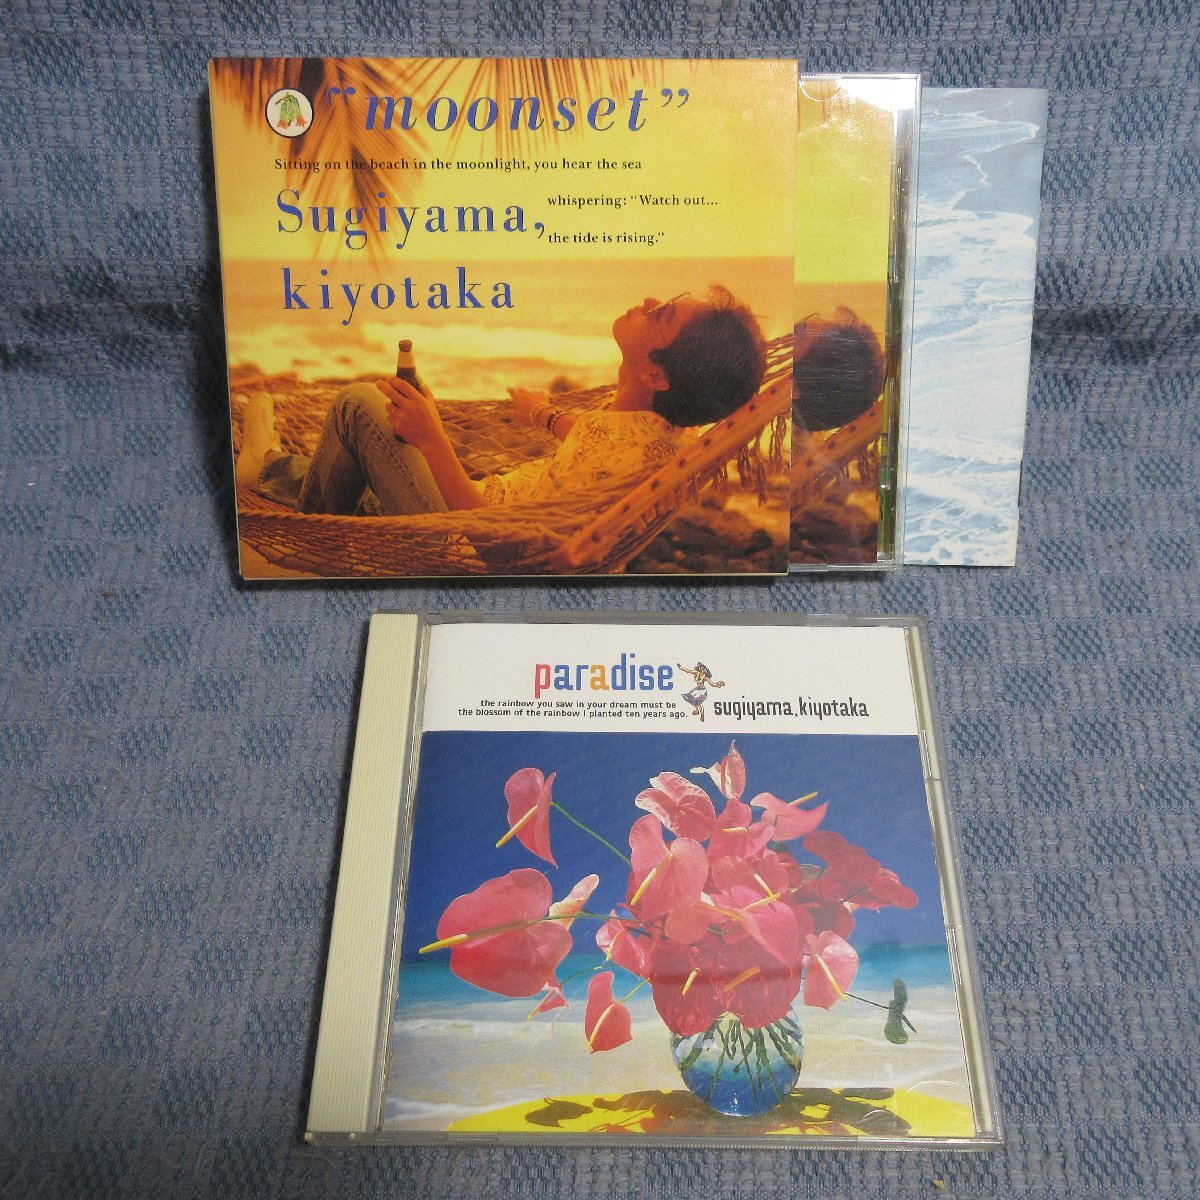 "moonset"
Sitting on the beach in the moonlight, you hear the sea
whispering: "Watch out...
the tide is rising."
Sugiyama,
kiyotaka
paradise
the rainbow you saw in your dream must be
the blossom of the rainbow i planted ten years ago.
sugiyama,kiyotaka